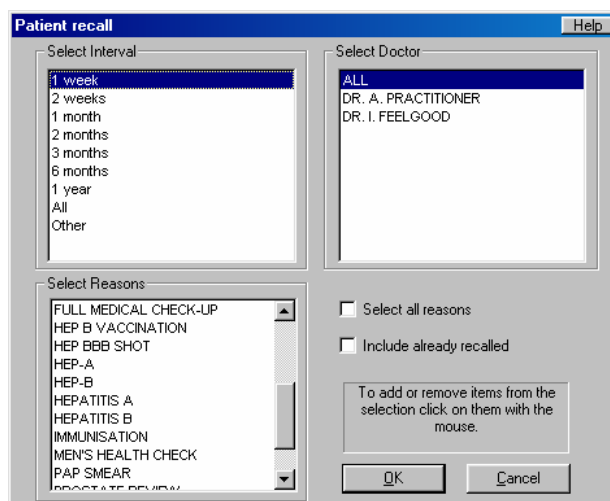 Patient recall
Help
Select Interval
1 week
2 weeks
1 month
2 months
3 months
6 months
1 year
All
Other
Select Doctor
ALL
DR. A. PRACTITIONER
DR. I. FEELGOOD
Select Reasons
FULL MEDICAL CHECK-UP
HEP B VACCINATION
HEP BBB SHOT
HEP-A
HEP-B
HEPATITIS A
HEPATITIS B
IMMUNISATION
MEN'S HEALTH CHECK
PAP SMEAR
PROSTATE REVIEW
Select all reasons
Include already recalled
To add or remove items from the
selection click on them with the
mouse.
OK
Cancel